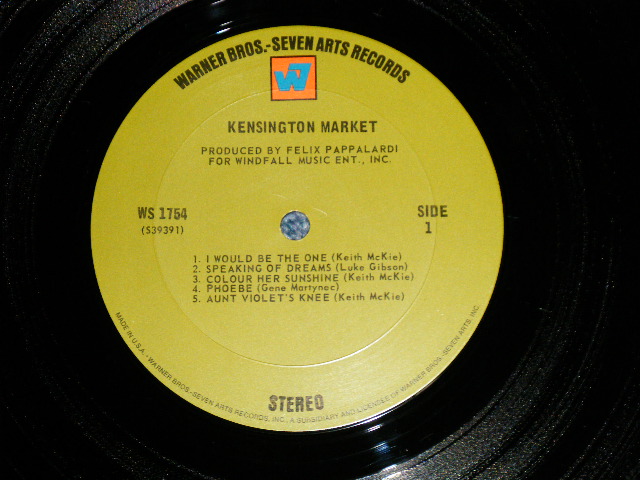 WARNER BROS.-SEVEN ARTS RECORDS
W7
KENSINGTON MARKET
PRODUCED BY FELIX PAPPALARDI
FOR WINDFALL MUSIC ENT., INC.
WS 1754
(S39391)
SIDE
1
1. I WOULD BE THE ONE (Keith McKie)
2. SPEAKING OF DREAMS (Luke Gibson)
3. COLOUR HER SUNSHINE (Keith McKie)
4. PHOEBE (Gene Martynec)
5. AUNT VIOLET'S KNEE (Keith McKie)
STEREO
MADE IN U.S.A. - WARNER BROS.-SEVEN ARTS RECORDS, INC., A SUBSIDIARY AND LICENSEE OF WARNER BROS.-SEVEN ARTS, INC.